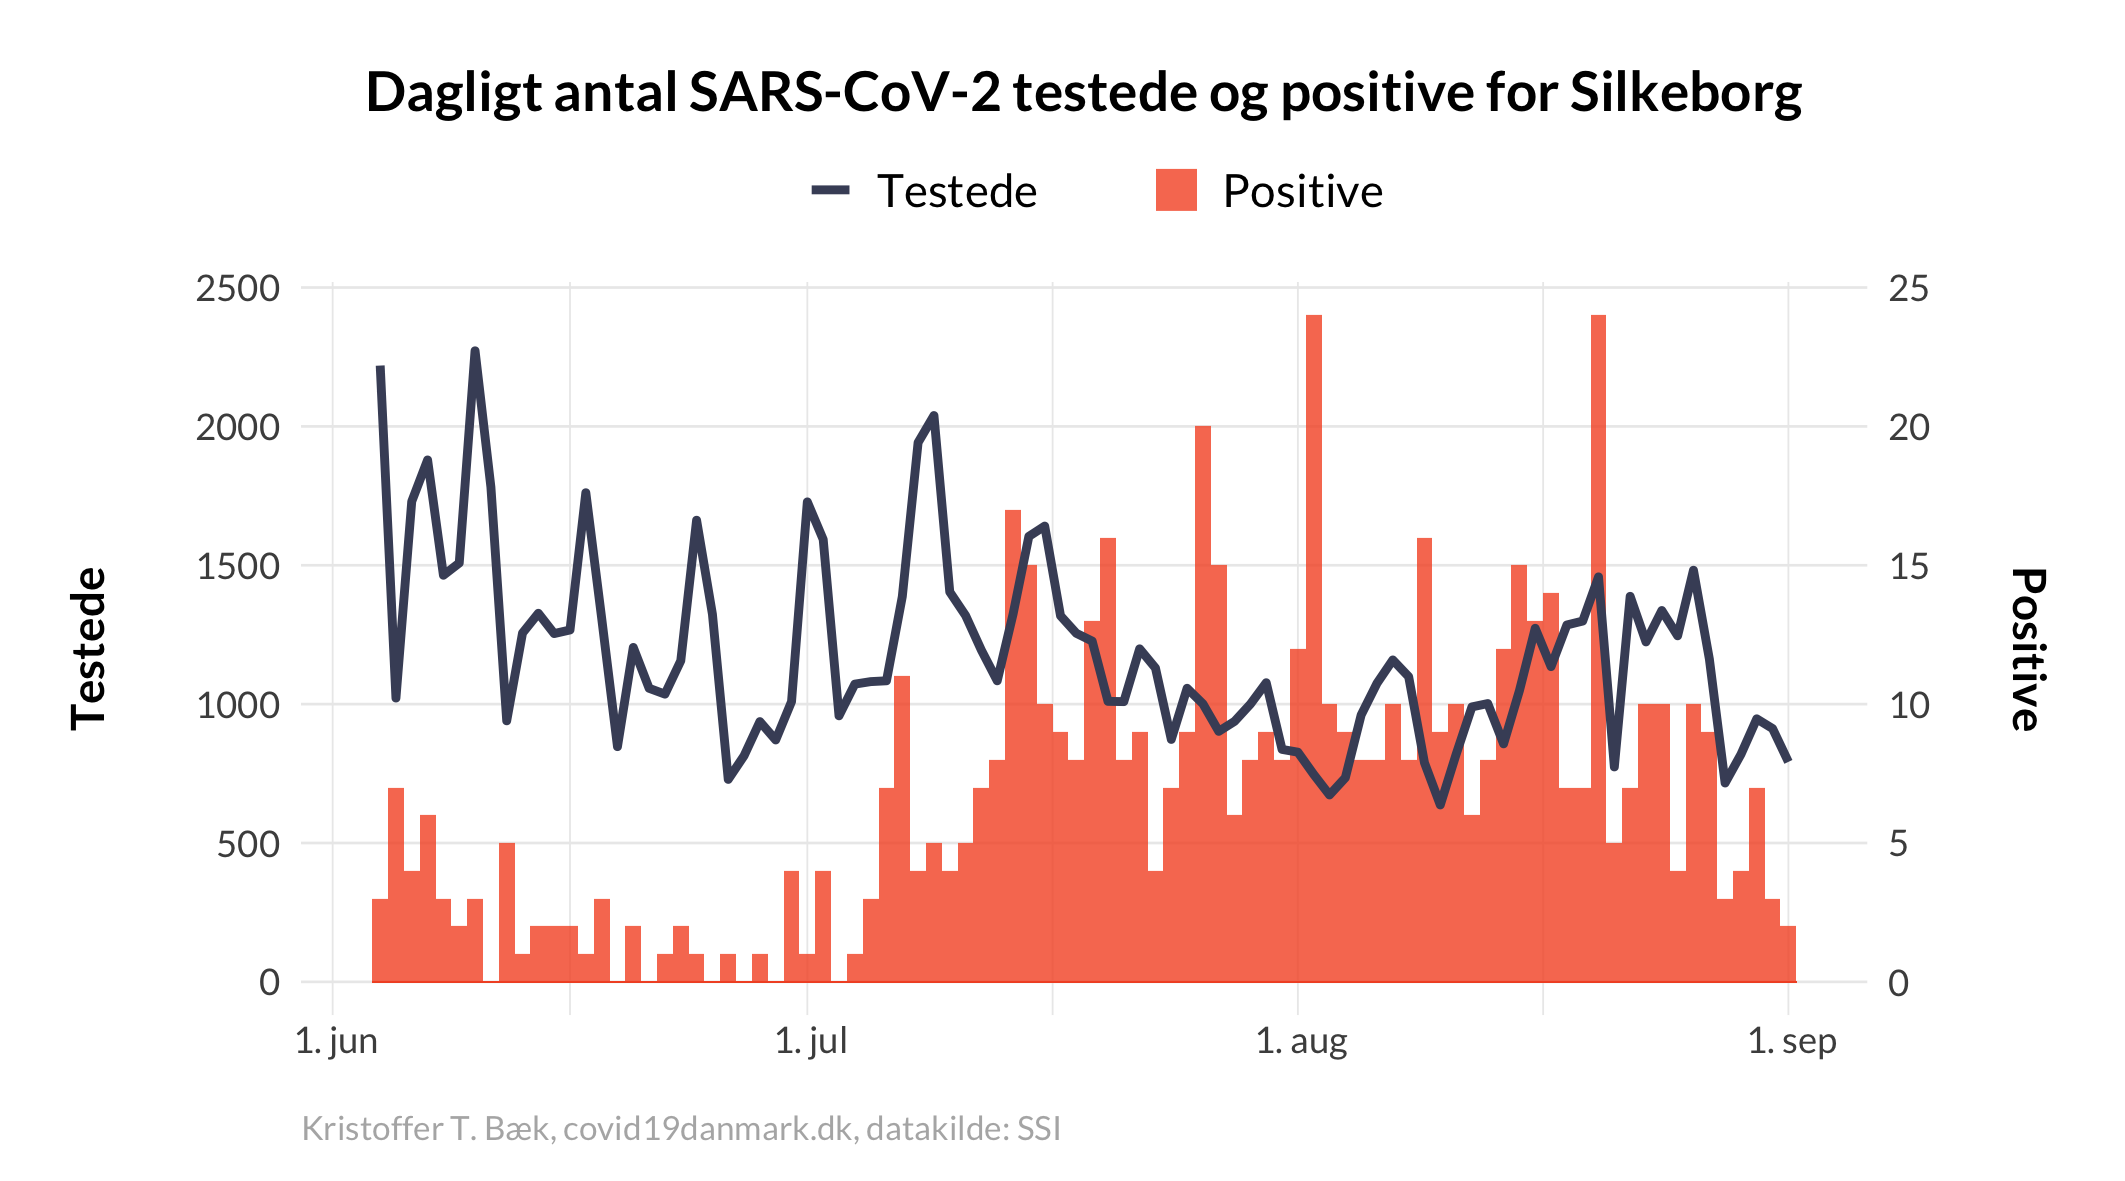 Dagligt antal SARS-CoV-2 testede og positive for Silkeborg
Testede
Positive
2500
2000
1500
1000
500
0
Testede
25
20
15
10
5
0
Positive
1. jun
1. jul
1. aug
1. sep
Kristoffer T. Bæk, covid19danmark.dk, datakilde: SSI